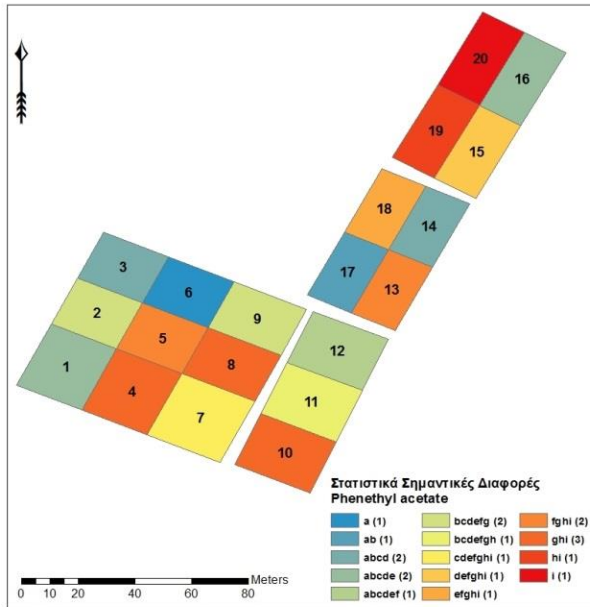 20
16
19
15
18
14
17
13
3
6
9
2
5
8
12
1
4
7
11
10
Στατιστικά Σημαντικές Διαφορές
Phenethyl acetate
a (1)
ab (1)
abcd (2)
abcde (2)
abcdef (1)
bcdefg (2)
bcdefgh (1)
cdefghi (1)
defghi (1)
efghi (1)
fghi (2)
ghi (3)
hi (1)
i (1)
Meters
0 10 20 40 60 80